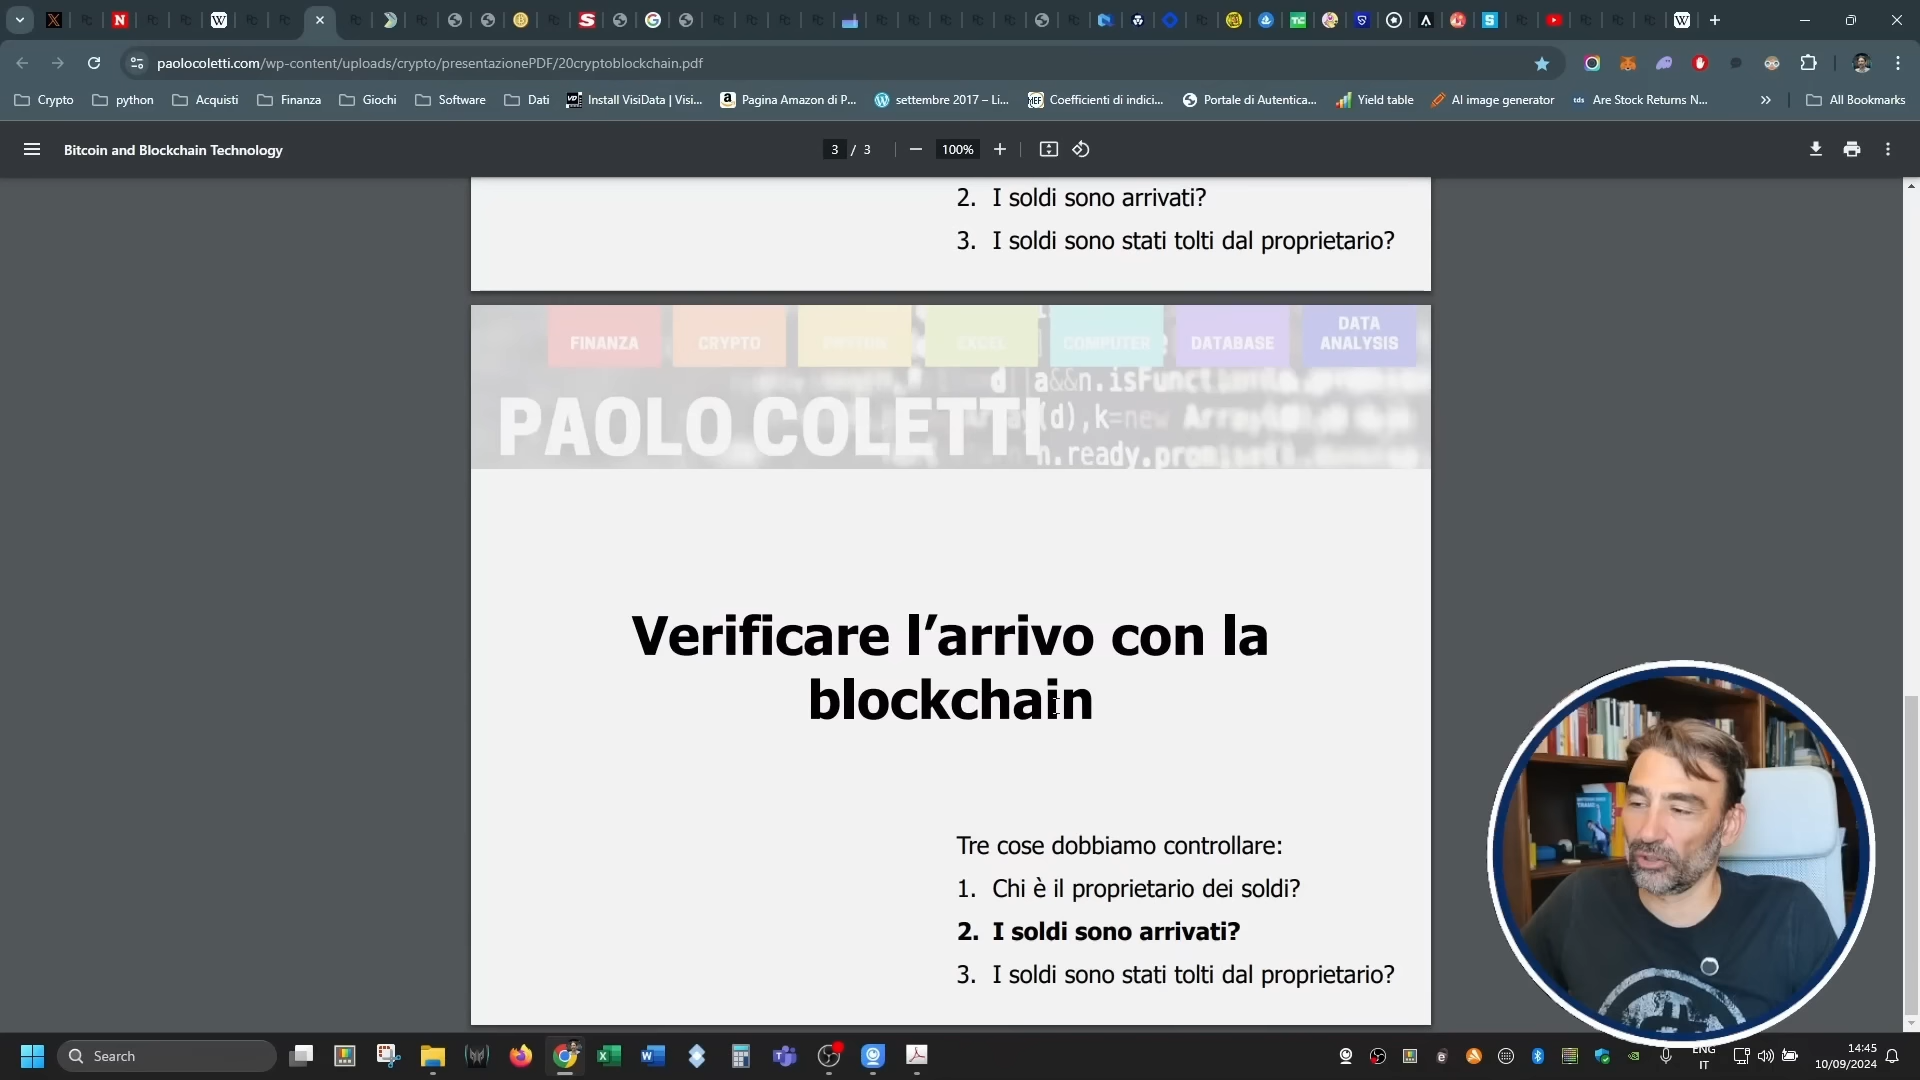 paolocoletti.com/wp-content/uploads/crypto/presentazionePDF/20cryptoblockchain.pdf
Crypto
python
Acquisti
Finanza
Giochi
Software
Dati
Install VisiData | Visi...
Pagina Amazon di P...
settembre 2017 – Li...
Coefficienti di indici...
Portale di Autentica...
Yield table
AI image generator
Are Stock Returns N...
All Bookmarks
Bitcoin and Blockchain Technology
3 / 3
100%
2. I soldi sono arrivati?
3. I soldi sono stati tolti dal proprietario?
FINANZA
CRYPTO
PYTHON
EXCEL
COMPUTER
DATABASE
DATA
ANALYSIS
PAOLO COLETTI
Verificare l’arrivo con la
blockchain
Tre cose dobbiamo controllare:
1. Chi è il proprietario dei soldi?
2. I soldi sono arrivati?
3. I soldi sono stati tolti dal proprietario?
Search
ENG
IT
14:45
10/09/2024